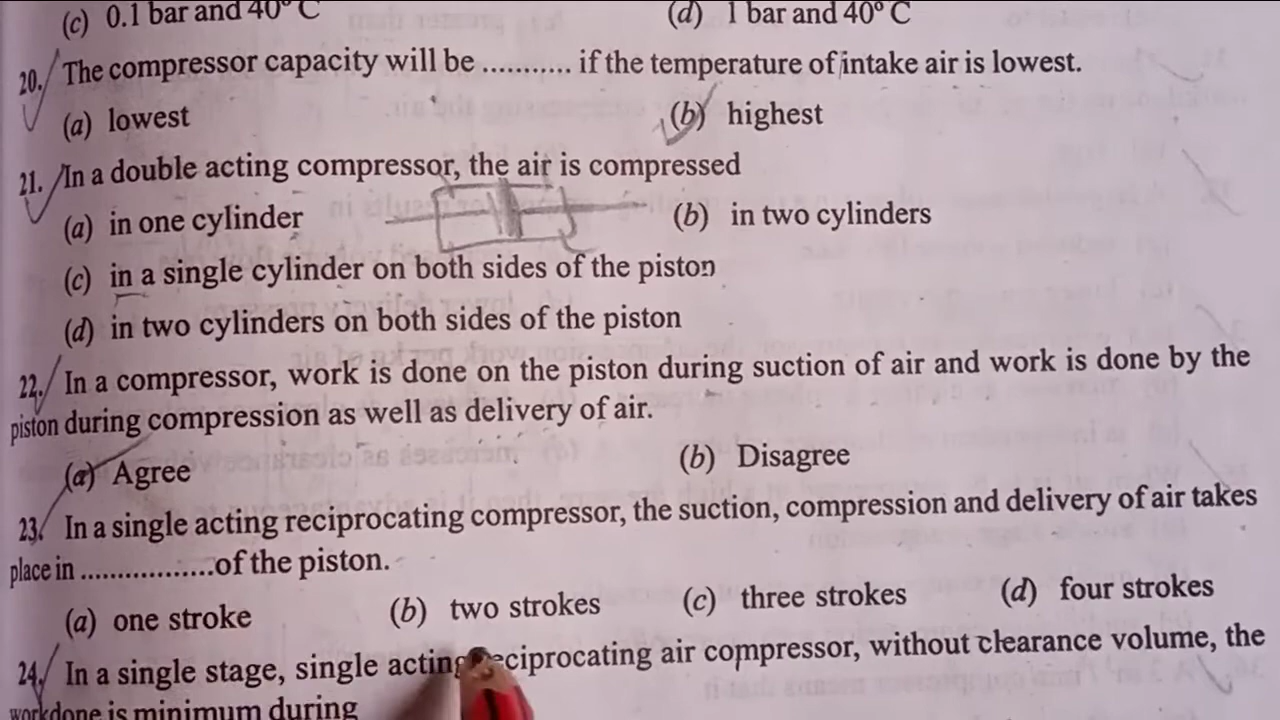 (c) 0.1 bar and 40° C (d) 1 bar and 40° C
20. The compressor capacity will be ........... if the temperature of intake air is lowest.
(a) lowest (b) highest
21. In a double acting compressor, the air is compressed
(a) in one cylinder (b) in two cylinders
(c) in a single cylinder on both sides of the piston
(d) in two cylinders on both sides of the piston
22. In a compressor, work is done on the piston during suction of air and work is done by the
piston during compression as well as delivery of air.
(a) Agree (b) Disagree
23. In a single acting reciprocating compressor, the suction, compression and delivery of air takes
place in ..................of the piston.
(a) one stroke (b) two strokes (c) three strokes (d) four strokes
24. In a single stage, single acting reciprocating air compressor, without clearance volume, the
workdone is minimum during